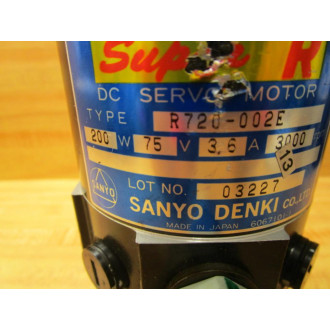 Super R
DC SERVO MOTOR
TYPE R720-002E
200 W 75 V 3.6 A 3000
13
LOT NO. 03227
SANYO
SANYO DENKI CO.,LTD.
MADE IN JAPAN